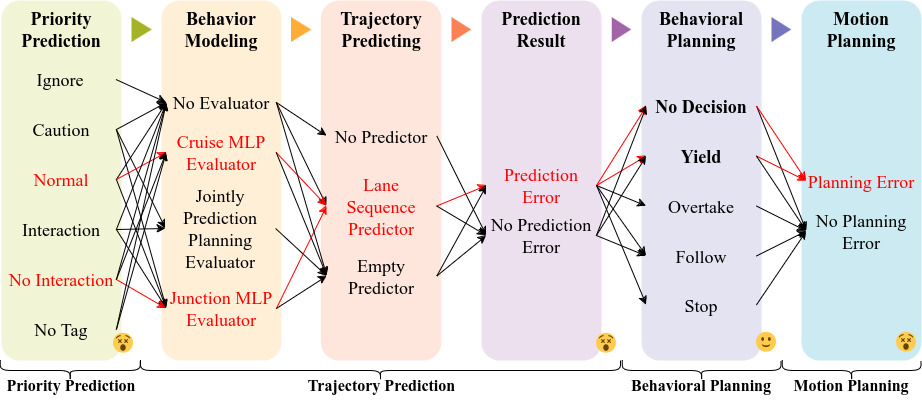 Priority
Prediction
Behavior
Modeling
Trajectory
Predicting
Prediction
Result
Behavioral
Planning
Motion
Planning
Ignore
Caution
Normal
Interaction
No Interaction
No Tag
No Evaluator
Cruise MLP
Evaluator
Jointly
Prediction
Planning
Evaluator
Junction MLP
Evaluator
No Predictor
Lane
Sequence
Predictor
Empty
Predictor
Prediction
Error
No Prediction
Error
No Decision
Yield
Overtake
Follow
Stop
Planning Error
No Planning
Error
Priority Prediction
Trajectory Prediction
Behavioral Planning
Motion Planning